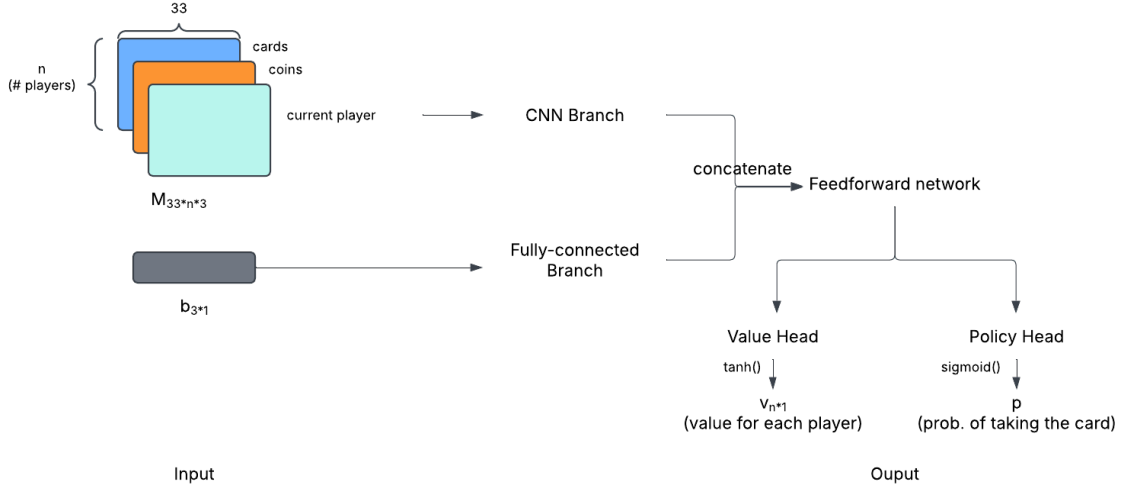 33
cards
coins
n
(# players)
current player
CNN Branch
concatenate
Feedforward network
M33*n*3
Fully-connected
Branch
b3*1
Value Head
Policy Head
tanh()
sigmoid()
vn*1
p
(value for each player)
(prob. of taking the card)
Input
Ouput